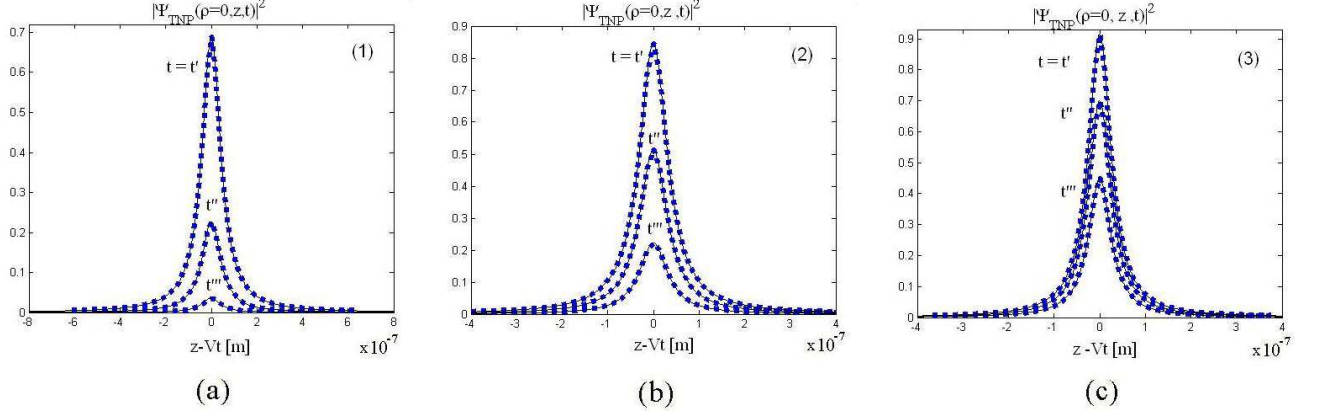 |Ψ_TNP(ρ=0,z,t)|²
(1)
t = t'
t''
t'''
0.7
0.6
0.5
0.4
0.3
0.2
0.1
0
-8 -6 -4 -2 0 2 4 6 8
z-Vt [m] x10⁻⁷
(a)
|Ψ_TNP(ρ=0,z ,t)|²
(2)
t = t'
t''
t'''
0.9
0.8
0.7
0.6
0.5
0.4
0.3
0.2
0.1
0
-4 -3 -2 -1 0 1 2 3 4
z-Vt [m] x10⁻⁷
(b)
|Ψ_TNP(ρ=0, z ,t)|²
(3)
t = t'
t''
t'''
0.9
0.8
0.7
0.6
0.5
0.4
0.3
0.2
0.1
0
-4 -3 -2 -1 0 1 2 3 4
z -Vt [m] x10⁻⁷
(c)